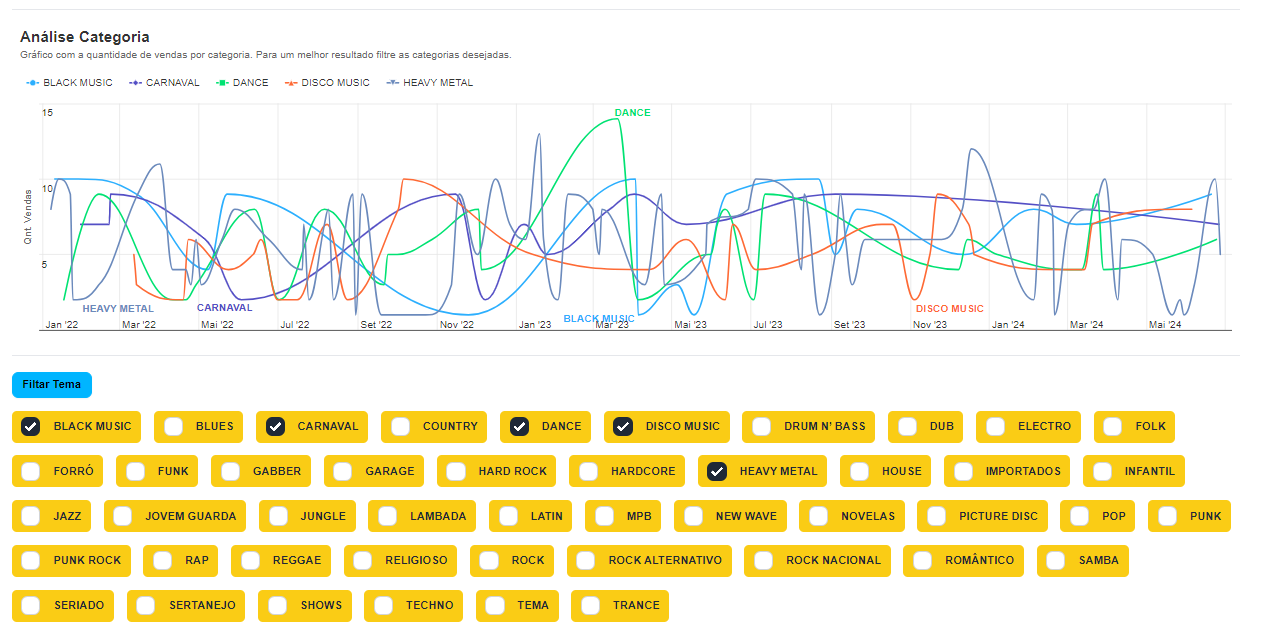 Análise Categoria
Gráfico com a quantidade de vendas por categoria. Para um melhor resultado filtre as categorias desejadas.
BLACK MUSIC CARNAVAL DANCE DISCO MUSIC HEAVY METAL
15
DANCE
10
Qnt. Vendas
5
HEAVY METAL CARNAVAL BLACK MUSIC DISCO MUSIC
Jan '22 Mar '22 Mai '22 Jul '22 Set '22 Nov '22 Jan '23 Mar '23 Mai '23 Jul '23 Set '23 Nov '23 Jan '24 Mar '24 Mai '24
Filtar Tema
BLACK MUSIC BLUES CARNAVAL COUNTRY DANCE DISCO MUSIC DRUM N' BASS DUB ELECTRO FOLK
FORRÓ FUNK GABBER GARAGE HARD ROCK HARDCORE HEAVY METAL HOUSE IMPORTADOS INFANTIL
JAZZ JOVEM GUARDA JUNGLE LAMBADA LATIN MPB NEW WAVE NOVELAS PICTURE DISC POP PUNK
PUNK ROCK RAP REGGAE RELIGIOSO ROCK ROCK ALTERNATIVO ROCK NACIONAL ROMÂNTICO SAMBA
SERIADO SERTANEJO SHOWS TECHNO TEMA TRANCE